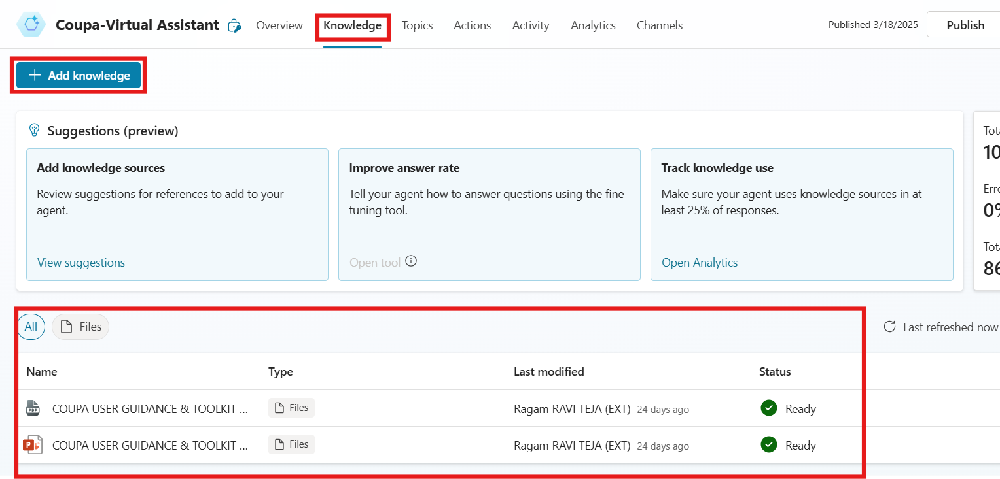 Coupa-Virtual Assistant Overview Knowledge Topics Actions Activity Analytics Channels Published 3/18/2025 Publish
+ Add knowledge
Suggestions (preview)
Add knowledge sources
Review suggestions for references to add to your
agent.
View suggestions
Improve answer rate
Tell your agent how to answer questions using the fine
tuning tool.
Open tool
Track knowledge use
Make sure your agent uses knowledge sources in at
least 25% of responses.
Open Analytics
0%
All Files Last refreshed now
Name Type Last modified Status
PDF COUPA USER GUIDANCE & TOOLKIT ... Files Ragam RAVI TEJA (EXT) 24 days ago Ready
P COUPA USER GUIDANCE & TOOLKIT ... Files Ragam RAVI TEJA (EXT) 24 days ago Ready